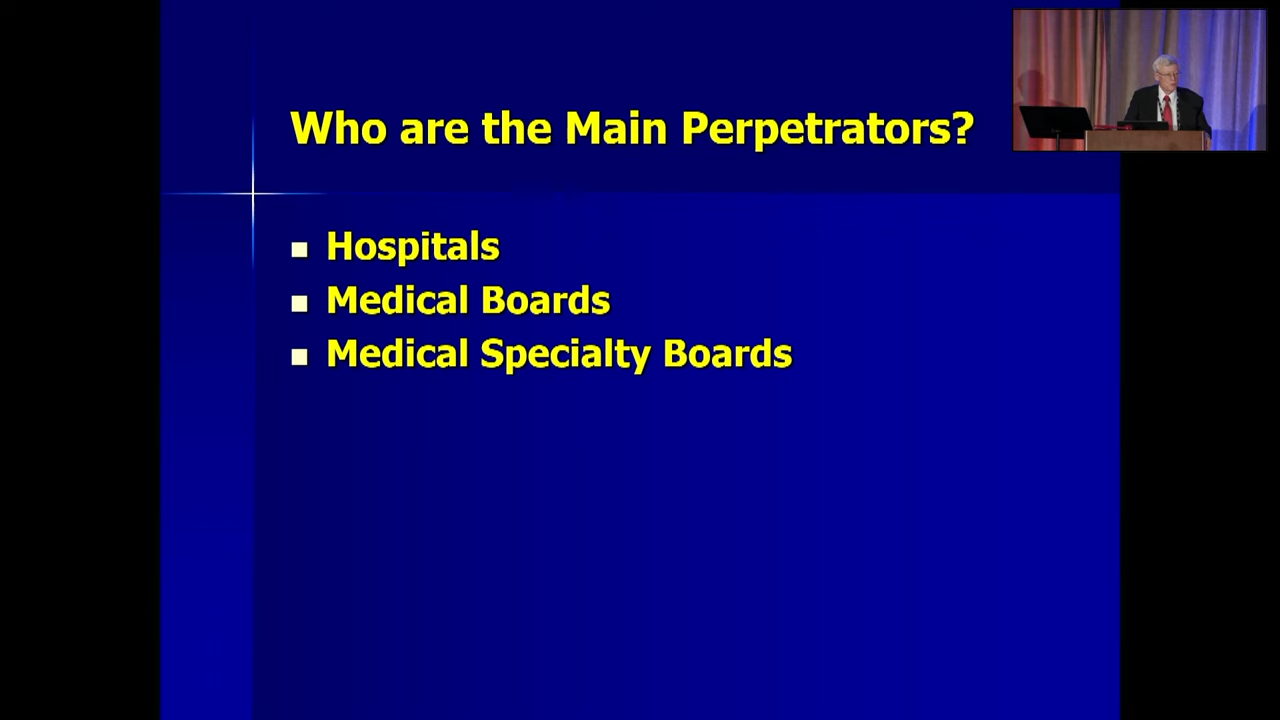 Who are the Main Perpetrators?
Hospitals
Medical Boards
Medical Specialty Boards